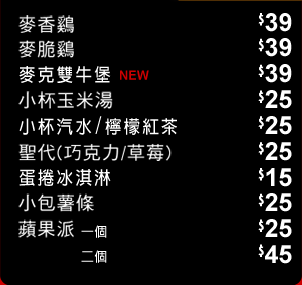 麥香鷄 $39
麥脆鷄 $39
麥克雙牛堡 NEW $39
小杯玉米湯 $25
小杯汽水/檸檬紅茶 $25
聖代(巧克力/草莓) $25
蛋捲冰淇淋 $15
小包薯條 $25
蘋果派 一個 $25
二個 $45